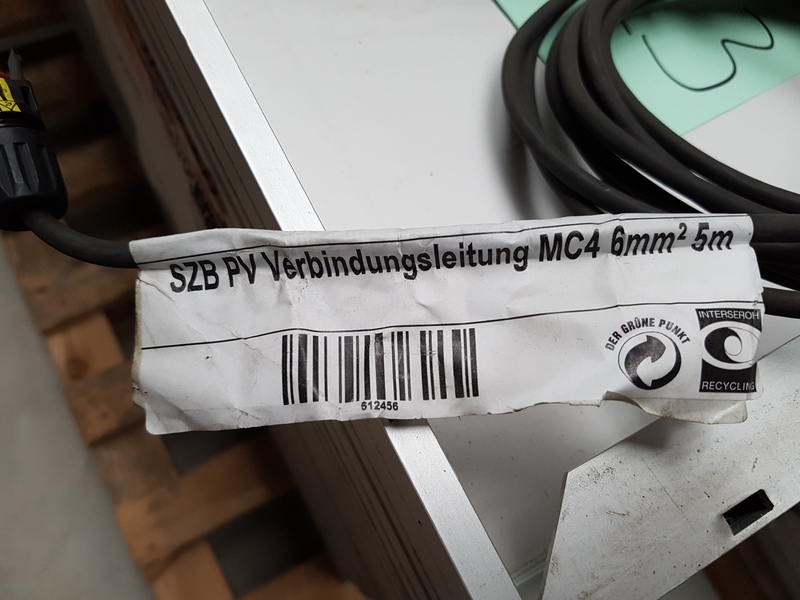 SZB PV Verbindungsleitung MC4 6mm² 5m
612456
DER GRÜNE PUNKT
INTERSEROH
RECYCLING